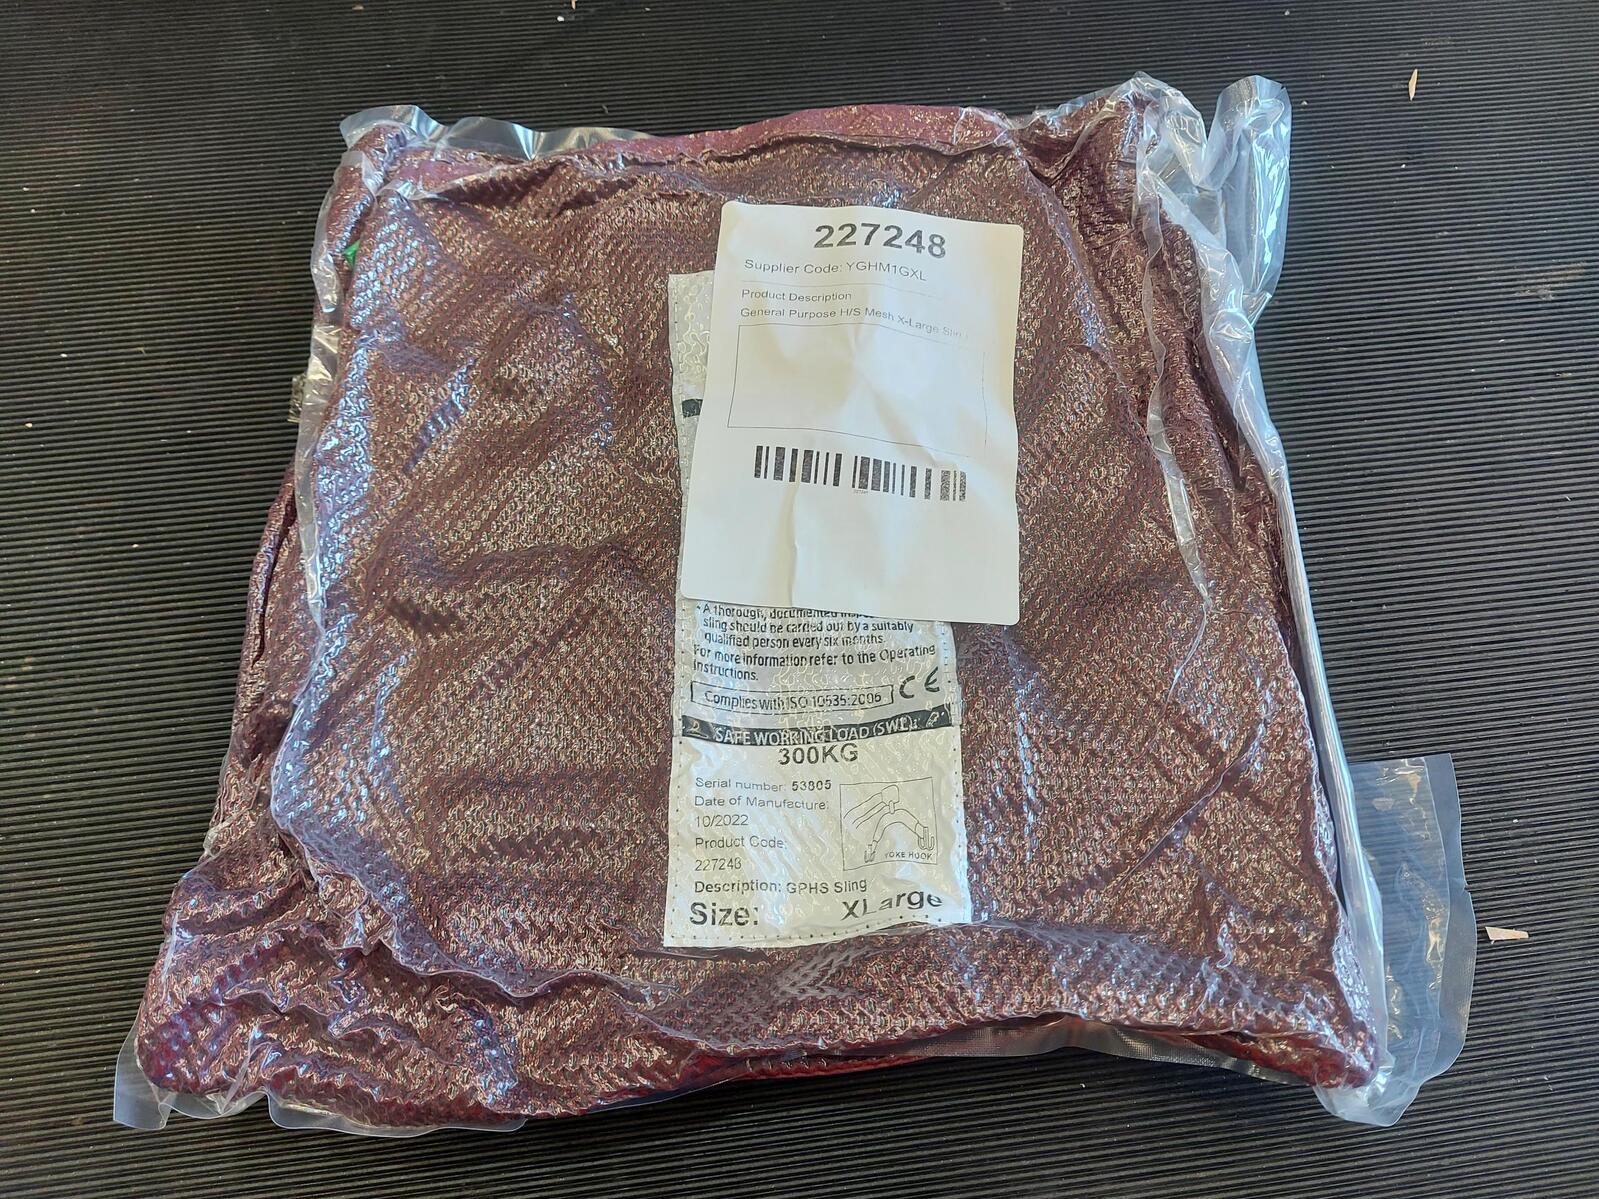 227248
Supplier Code: YGHM1GXL
Product Description
General Purpose H/S Mesh X-Large
227248
*A thorough, documented
sling should be carried out by a suitably
qualified person every six months.
For more information refer to the Operating
Instructions.
Complies with ISO 10535:2006 CE
SAFE WORKING LOAD (SWL):
300KG
Serial number: 53805
Date of Manufacture:
10/2022
Product Code:
227248
YOKE HOOK
Description: GPHS Sling
Size: XLarge